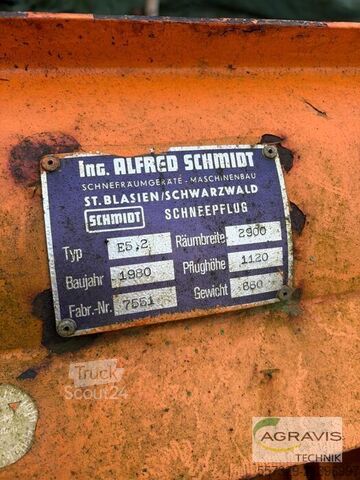 Ing. ALFRED SCHMIDT
SCHNEERÄUMGERÄTE - MASCHINENBAU
ST. BLASIEN/SCHWARZWALD
SCHMIDT SCHNEEPFLUG
Typ E5.2 Räumbreite 2900
Baujahr 1980 Pflughöhe 1120
Fabr.-Nr. 7551 Gewicht 660
Truck
Scout24
AGRAVIS
TECHNIK